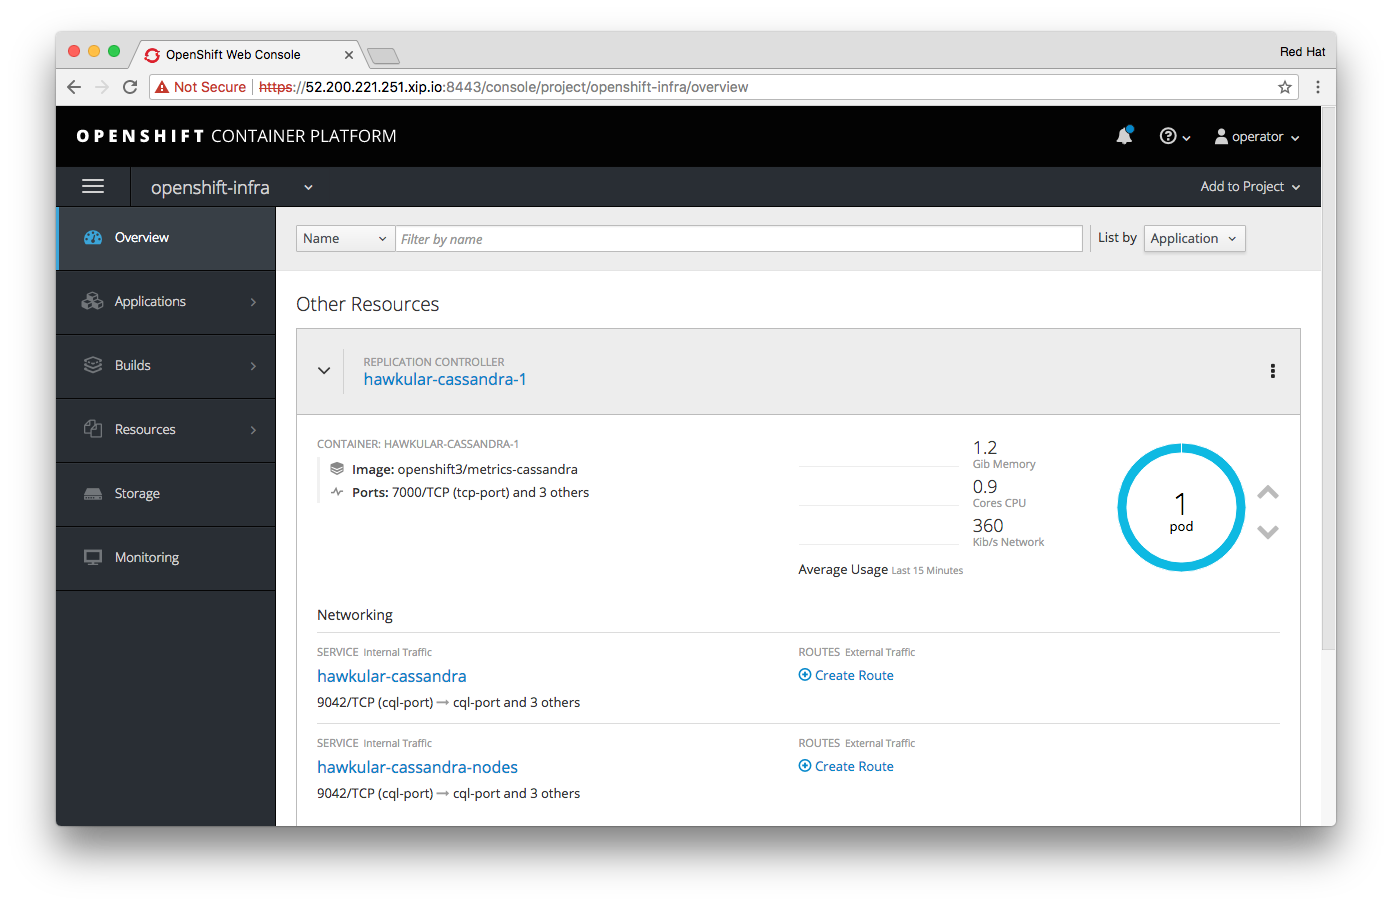 OpenShift Web Console
Red Hat
Not Secure https://52.200.221.251.xip.io:8443/console/project/openshift-infra/overview
OPENSHIFT CONTAINER PLATFORM
operator
openshift-infra
Add to Project
Overview
Applications
Builds
Resources
Storage
Monitoring
Name
Filter by name
List by
Application
Other Resources
REPLICATION CONTROLLER
hawkular-cassandra-1
CONTAINER: HAWKULAR-CASSANDRA-1
Image: openshift3/metrics-cassandra
Ports: 7000/TCP (tcp-port) and 3 others
1.2
Gib Memory
0.9
Cores CPU
360
Kib/s Network
Average Usage Last 15 Minutes
1
pod
Networking
SERVICE Internal Traffic
hawkular-cassandra
9042/TCP (cql-port) → cql-port and 3 others
ROUTES External Traffic
Create Route
SERVICE Internal Traffic
hawkular-cassandra-nodes
9042/TCP (cql-port) → cql-port and 3 others
ROUTES External Traffic
Create Route